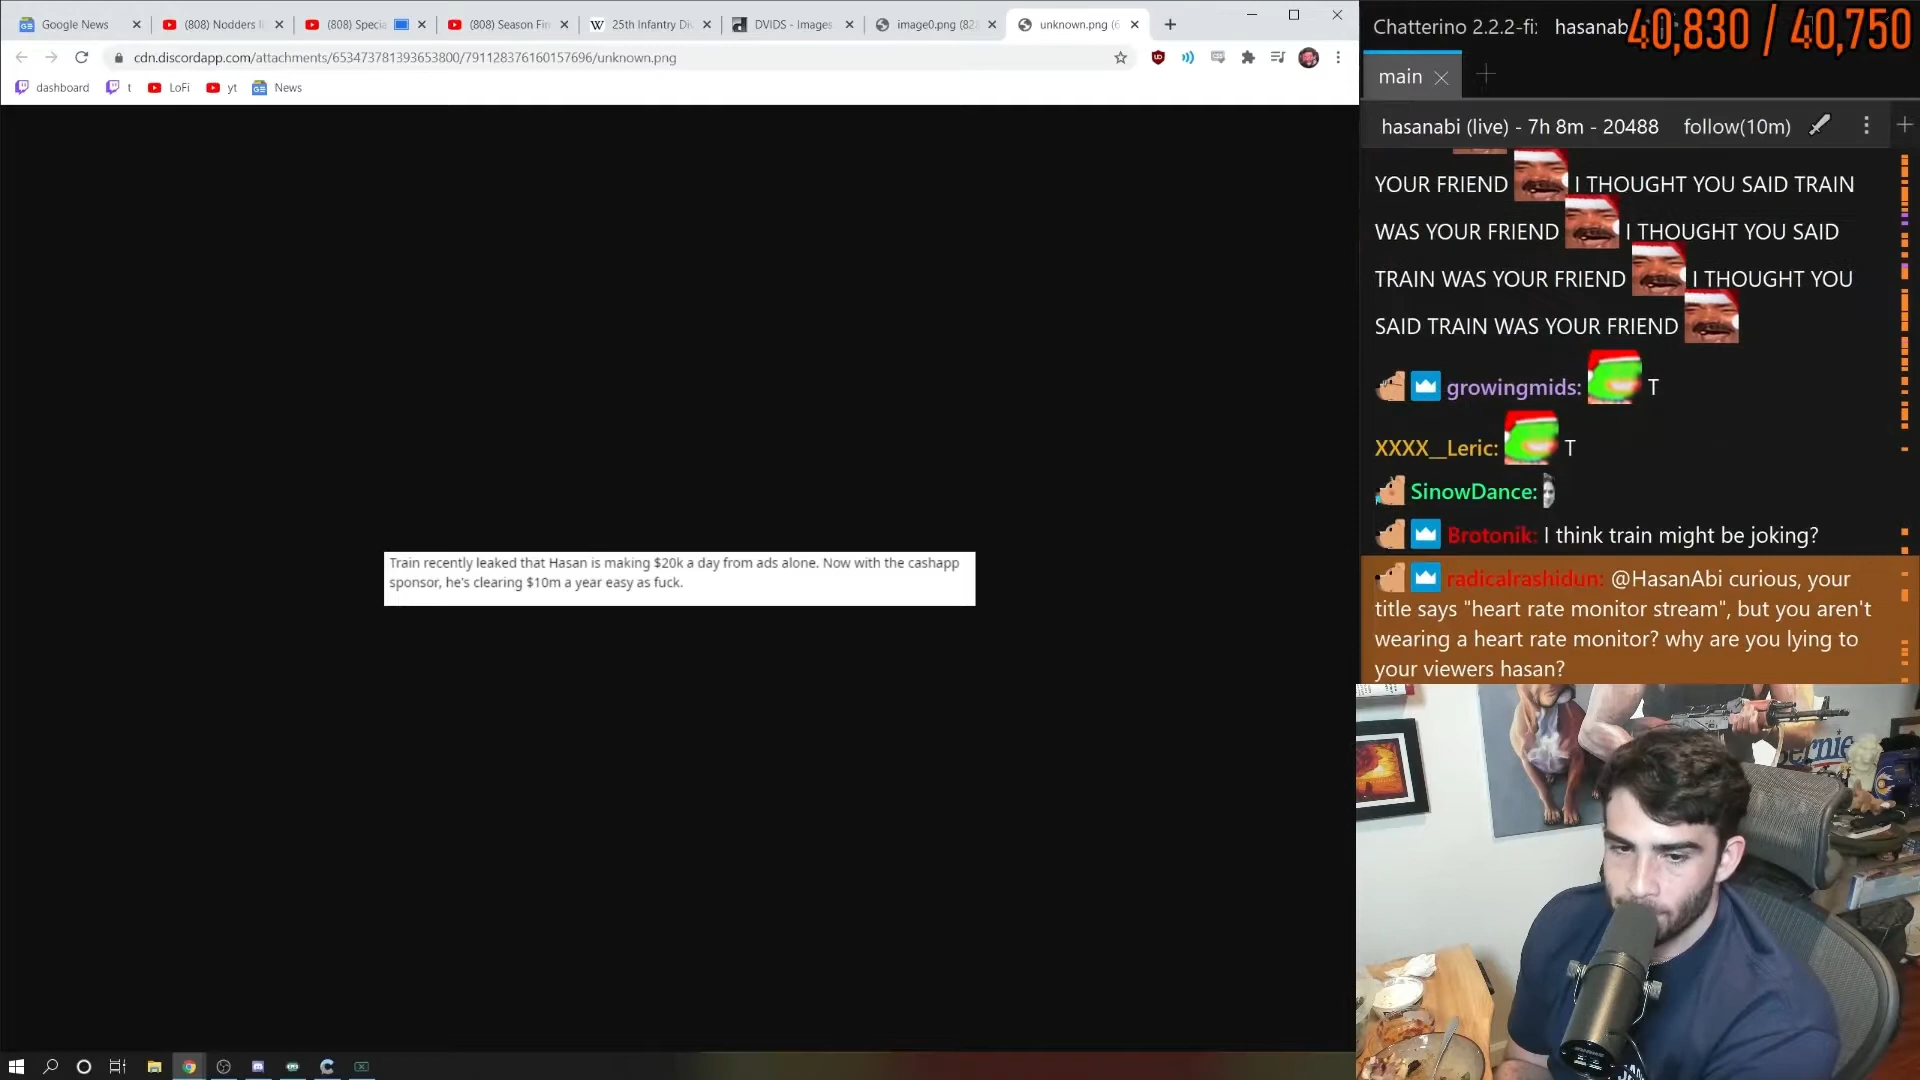 Google News
(808) Nodders
(808) Specia
(808) Season Fin
25th Infantry Div
DVIDS - Images
image0.png (82
unknown.png (6
cdn.discordapp.com/attachments/653473781393653800/791128376160157696/unknown.png
dashboard
t
LoFi
yt
News
Train recently leaked that Hasan is making $20k a day from ads alone. Now with the cashapp
sponsor, he's clearing $10m a year easy as fuck.
Chatterino 2.2.2-fi:
hasanab
40,830 / 40,750
main
hasanabi (live) - 7h 8m - 20488
follow(10m)
YOUR FRIEND I THOUGHT YOU SAID TRAIN
WAS YOUR FRIEND I THOUGHT YOU SAID
TRAIN WAS YOUR FRIEND I THOUGHT YOU
SAID TRAIN WAS YOUR FRIEND
growingmids: T
XXXX__Leric: T
SinowDance:
Brotonik: I think train might be joking?
radicalrashidun: @HasanAbi curious, your
title says "heart rate monitor stream", but you aren't
wearing a heart rate monitor? why are you lying to
your viewers hasan?
Bernie